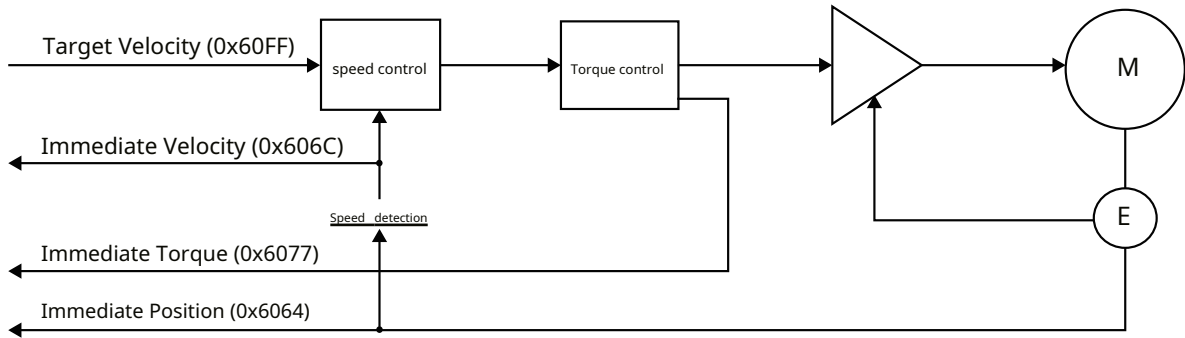 Target Velocity (0x60FF)
speed control
Torque control
M
Immediate Velocity (0x606C)
Speed detection
E
Immediate Torque (0x6077)
Immediate Position (0x6064)